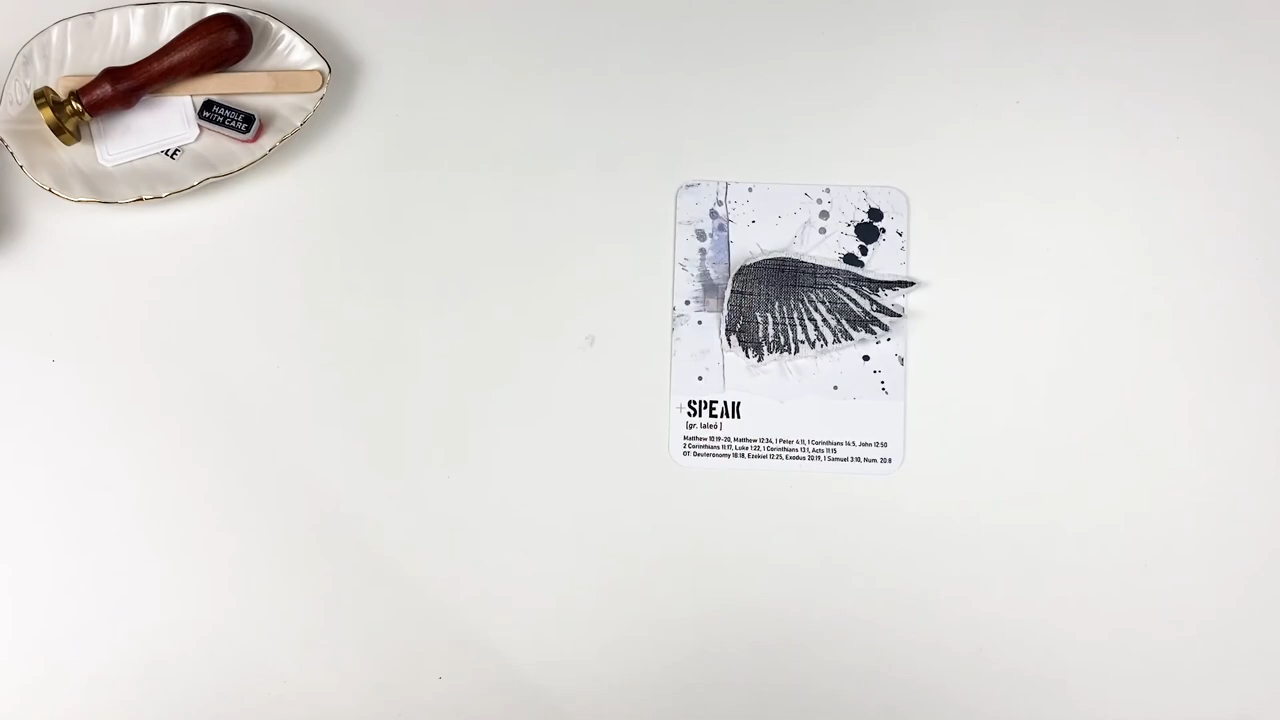 HANDLE
WITH CARE
SPEAK
[gr. laleó ]
Matthew 10:19-20, Matthew 12:34, 1 Peter 4:11, 1 Corinthians 14:5, John 12:50
2 Corinthians 11:17, Luke 1:22, 1 Corinthians 13:1, Acts 11:15
OT: Deuteronomy 18:18, Ezekiel 12:25, Exodus 20:19, 1 Samuel 3:10, Num. 20:8